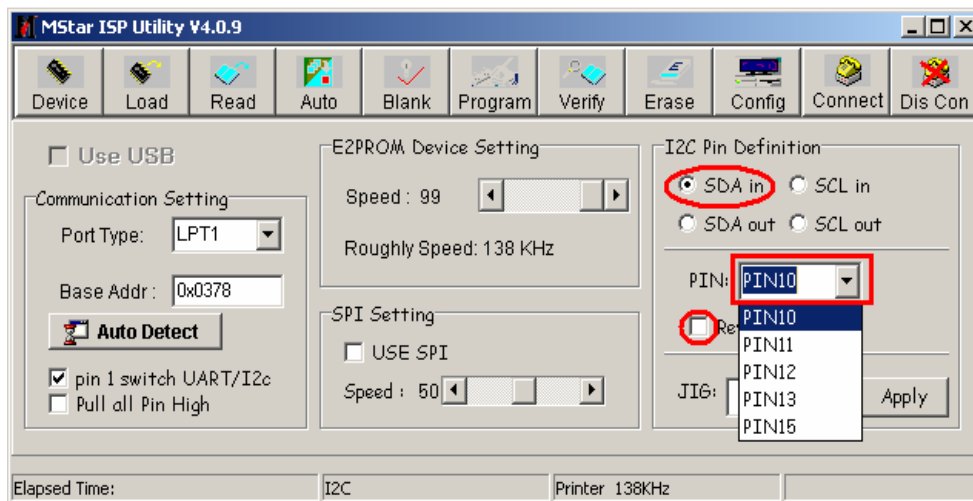 MStar ISP Utility V4.0.9
Device Load Read Auto Blank Program Verify Erase Config Connect Dis Con
Use USB
Communication Setting
Port Type: LPT1
Base Addr : 0x0378
Auto Detect
pin 1 switch UART/I2c
Pull all Pin High
E2PROM Device Setting
Speed : 99
Roughly Speed: 138 KHz
SPI Setting
USE SPI
Speed : 50
I2C Pin Definition
SDA in SCL in
SDA out SCL out
PIN: PIN10
PIN10
PIN11
PIN12
PIN13
PIN15
JIG:
Apply
Elapsed Time: I2C Printer 138KHz